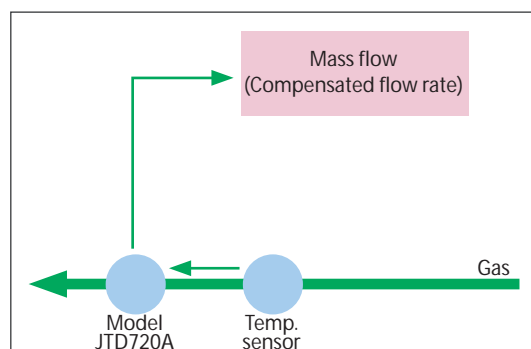 Mass flow
(Compensated flow rate)
Gas
Model
JTD720A
Temp.
sensor